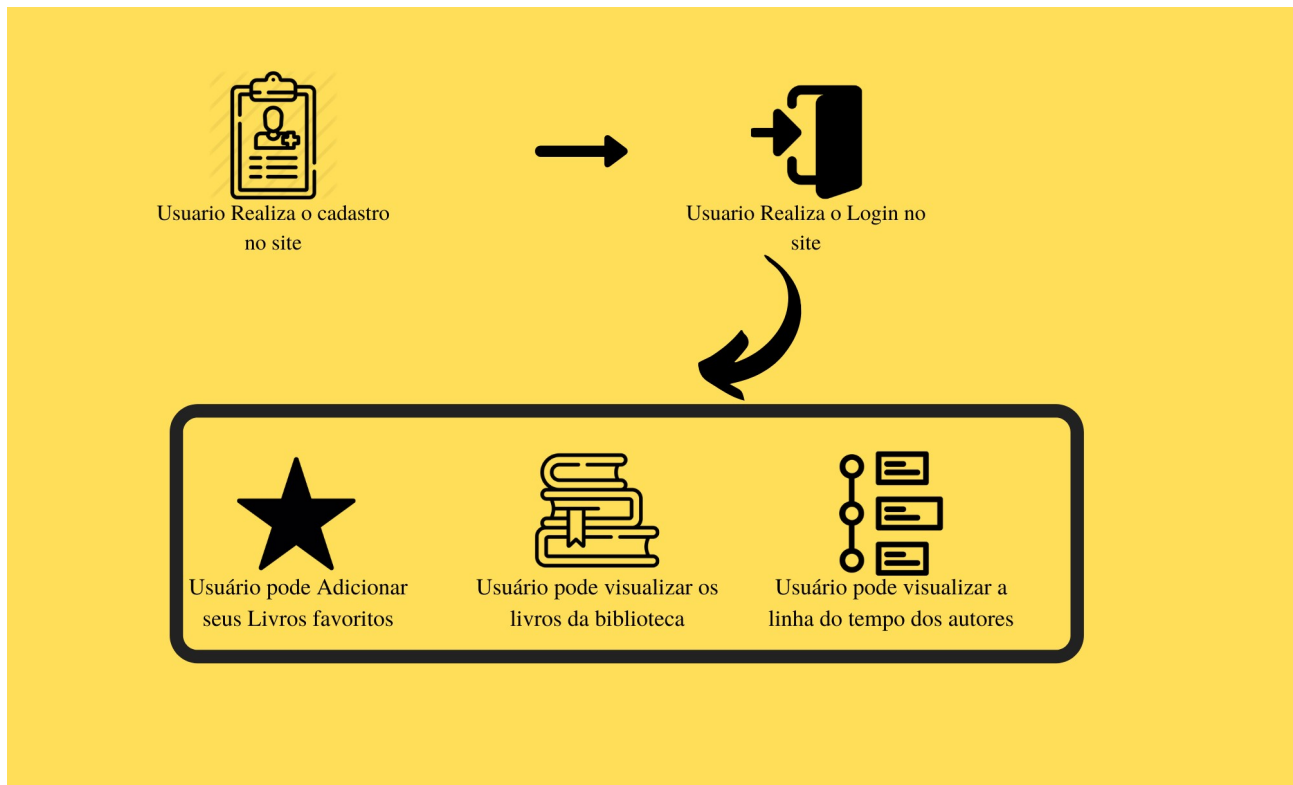 Usuario Realiza o cadastro
no site
Usuario Realiza o Login no
site
Usuário pode Adicionar
seus Livros favoritos
Usuário pode visualizar os
livros da biblioteca
Usuário pode visualizar a
linha do tempo dos autores